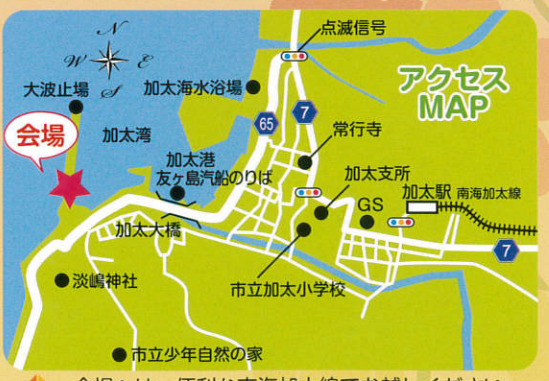 点滅信号
アクセス
MAP
N
W E
S
大波止場
加太海水浴場
65
7
会場
加太湾
常行寺
加太港
友ヶ島汽船のりば
加太支所
加太駅 南海加太線
GS
加太大橋
7
淡嶋神社
市立加太小学校
市立少年自然の家